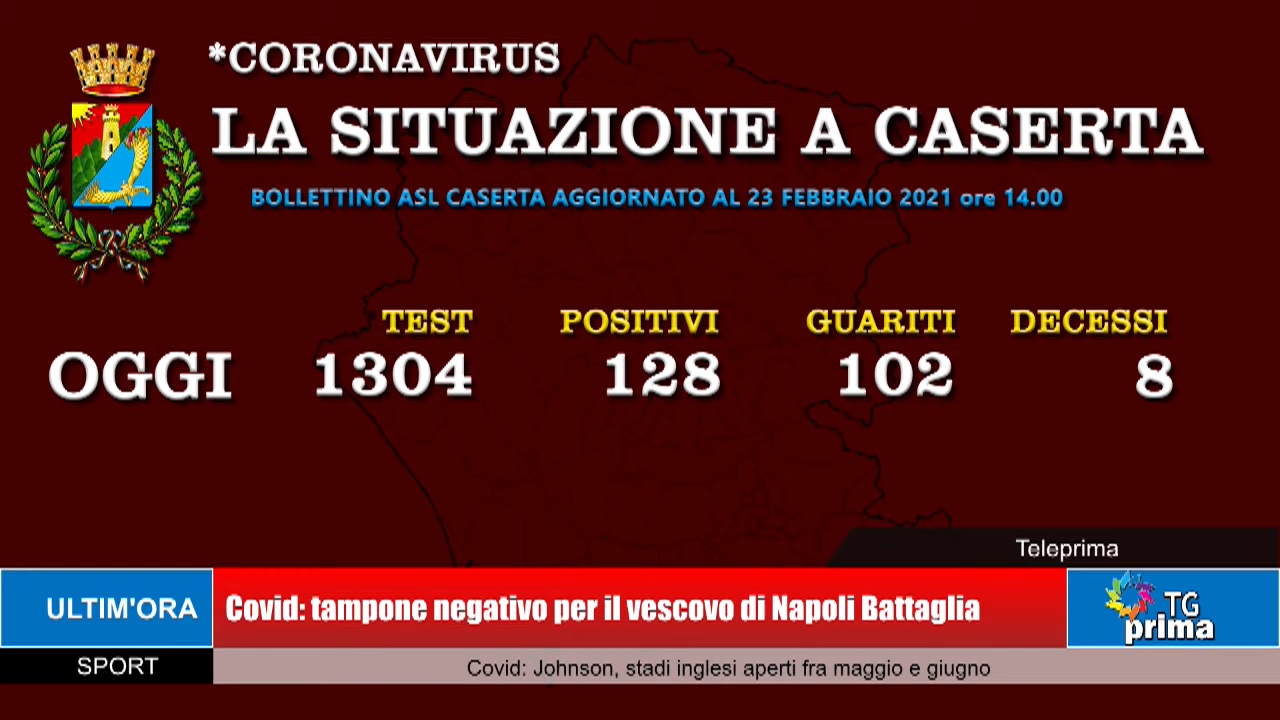 *CORONAVIRUS
LA SITUAZIONE A CASERTA
BOLLETTINO ASL CASERTA AGGIORNATO AL 23 FEBBRAIO 2021 ore 14.00
TEST POSITIVI GUARITI DECESSI
OGGI 1304 128 102 8
Teleprima
ULTIM'ORA Covid: tampone negativo per il vescovo di Napoli Battaglia
TG
prima
SPORT Covid: Johnson, stadi inglesi aperti fra maggio e giugno